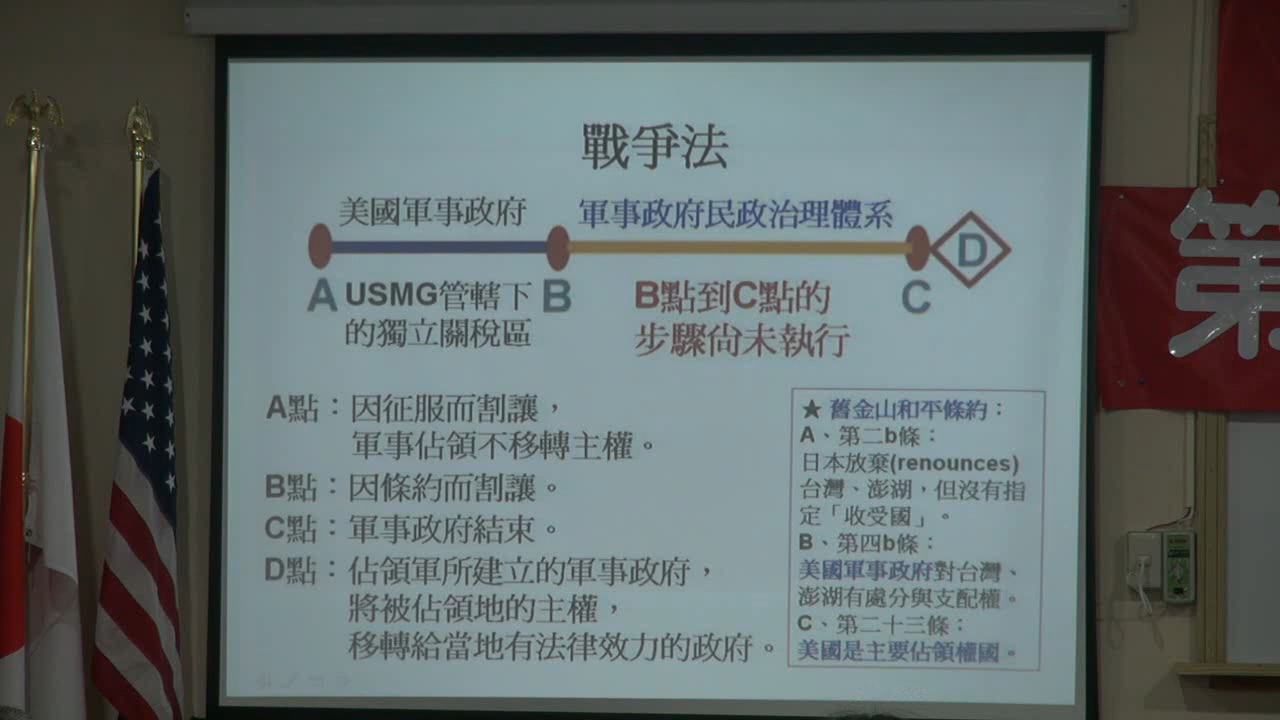 戰爭法
美國軍事政府
軍事政府民政治理體系
D
A
USMG管轄下
的獨立關稅區
B
B點到C點的
步驟尚未執行
C
A點：因征服而割讓，
軍事佔領不移轉主權。
B點：因條約而割讓。
C點：軍事政府結束。
D點：佔領軍所建立的軍事政府，
將被佔領地的主權，
移轉給當地有法律效力的政府。
★ 舊金山和平條約：
A、第二b條：
日本放棄(renounces)
台灣、澎湖，但沒有指
定「收受國」。
B、第四b條：
美國軍事政府對台灣、
澎湖有處分與支配權。
C、第二十三條：
美國是主要佔領權國。
第